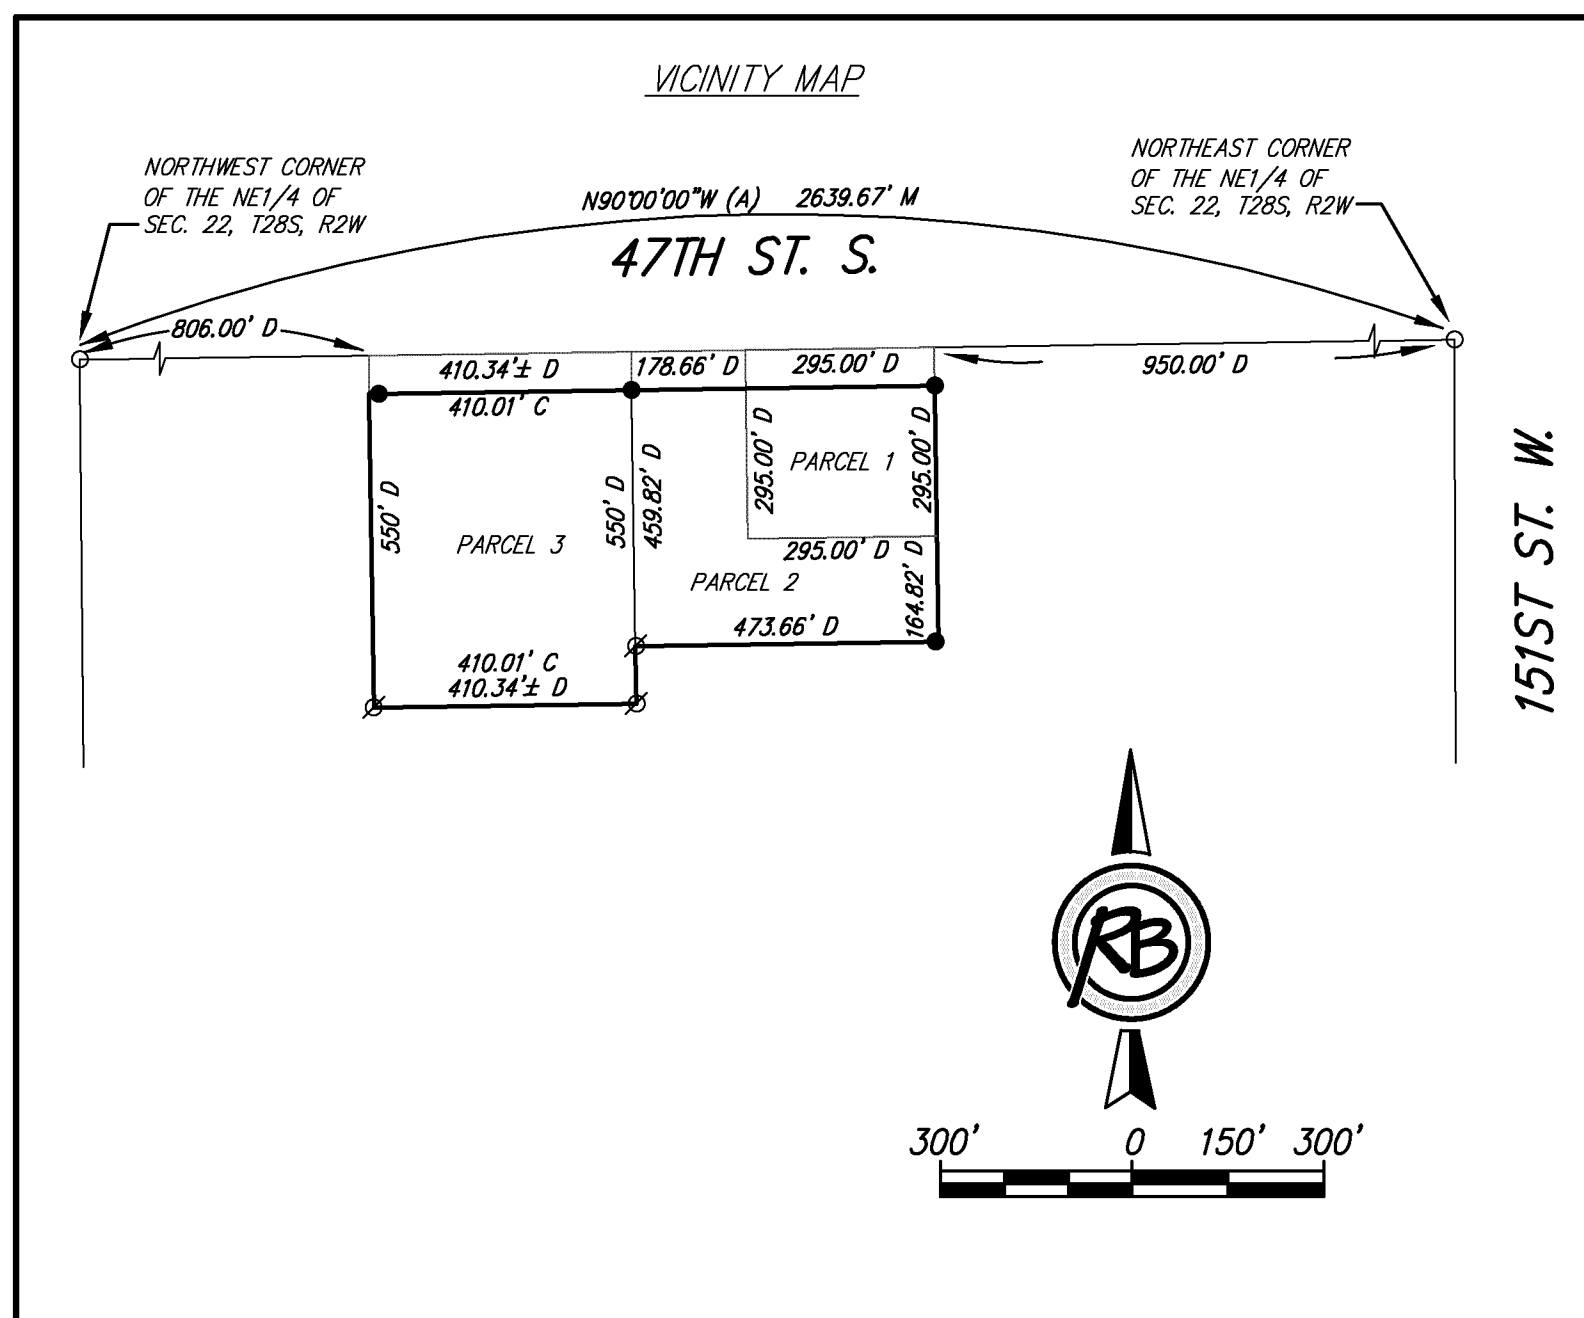 VICINITY MAP
NORTHWEST CORNER
OF THE NE1/4 OF
SEC. 22, T28S, R2W
NORTHEAST CORNER
OF THE NE1/4 OF
SEC. 22, T28S, R2W
N90°00'00"W (A) 2639.67' M
47TH ST. S.
806.00' D
410.34'± D
178.66' D
295.00' D
950.00' D
410.01' C
550' D
PARCEL 3
550' D
459.82' D
295.00' D
PARCEL 1
295.00' D
295.00' D
PARCEL 2
164.82' D
473.66' D
410.01' C
410.34'± D
151ST ST. W.
RB
300' 0 150' 300'